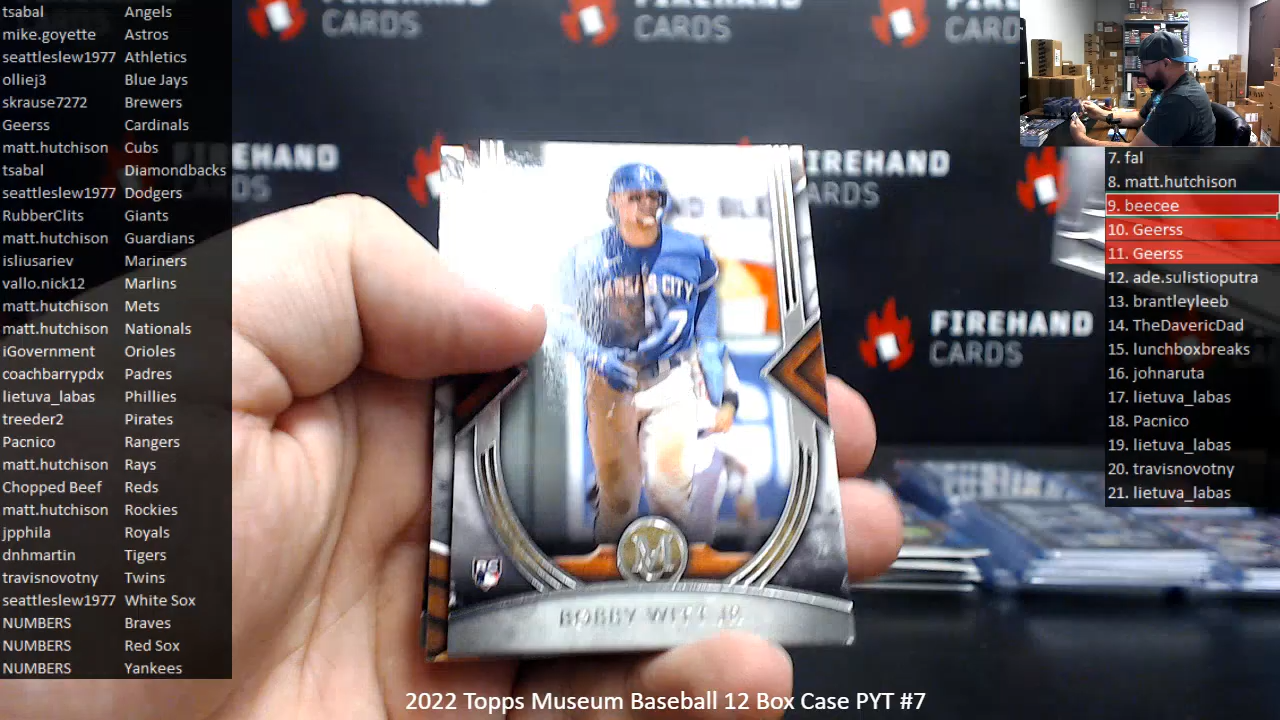 tsabal Angels
mike.goyette Astros
seattleslew1977 Athletics
olliej3 Blue Jays
skrause7272 Brewers
Geerss Cardinals
matt.hutchison Cubs
tsabal Diamondbacks
seattleslew1977 Dodgers
RubberClits Giants
matt.hutchison Guardians
isliusariev Mariners
vallo.nick12 Marlins
matt.hutchison Mets
matt.hutchison Nationals
iGovernment Orioles
coachbarrypdx Padres
lietuva_labas Phillies
treeder2 Pirates
Pacnico Rangers
matt.hutchison Rays
Chopped Beef Reds
matt.hutchison Rockies
jpphila Royals
dnhmartin Tigers
travisnovotny Twins
seattleslew1977 White Sox
NUMBERS Braves
NUMBERS Red Sox
NUMBERS Yankees
CARDS
CARDS
CARD
EHAND
DS
IREHAND
ARDS
FIREHAND
CARDS
KANSAS CITY
7
M
BOBBY WITT JR.
7. fal
8. matt.hutchison
9. beecee
10. Geerss
11. Geerss
12. ade.sulistioputra
13. brantleyleeb
14. TheDavericDad
15. lunchboxbreaks
16. johnaruta
17. lietuva_labas
18. Pacnico
19. lietuva_labas
20. travisnovotny
21. lietuva_labas
2022 Topps Museum Baseball 12 Box Case PYT #7